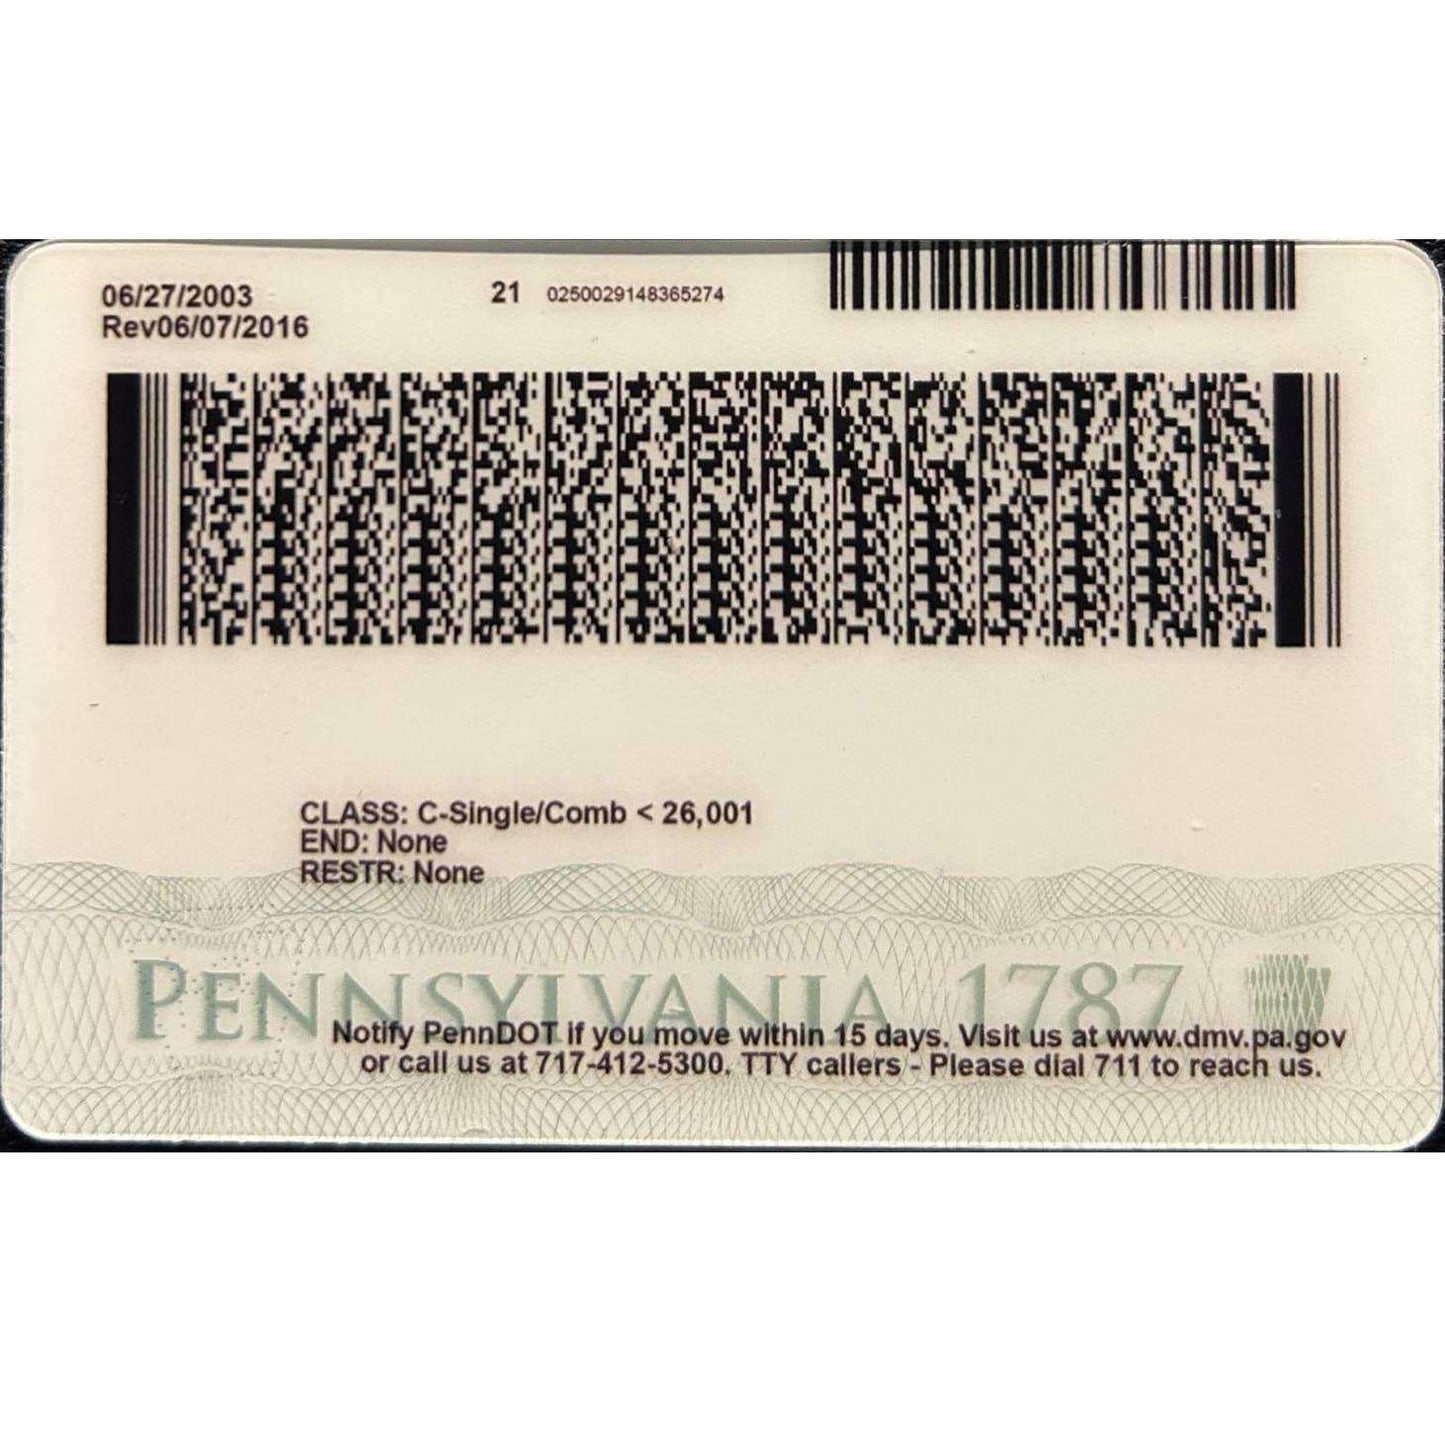 06/27/2003
Rev06/07/2016
21 0250029148365274
CLASS: C-Single/Comb < 26,001
END: None
RESTR: None
PENNSYLVANIA 1787
Notify PennDOT if you move within 15 days. Visit us at www.dmv.pa.gov
or call us at 717-412-5300. TTY callers - Please dial 711 to reach us.